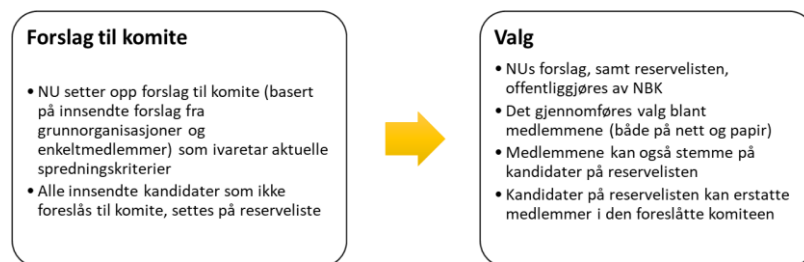 Forslag til komite
• NU setter opp forslag til komite (basert
på innsendte forslag fra
grunnorganisasjoner og
enkeltmedlemmer) som ivaretar aktuelle
spredningskriterier
• Alle innsendte kandidater som ikke
foreslås til komite, settes på reserveliste
Valg
• NUs forslag, samt reservelisten,
offentliggjøres av NBK
• Det gjennomføres valg blant
medlemmene (både på nett og papir)
• Medlemmene kan også stemme på
kandidater på reservelisten
• Kandidater på reservelisten kan erstatte
medlemmer i den foreslåtte komiteen